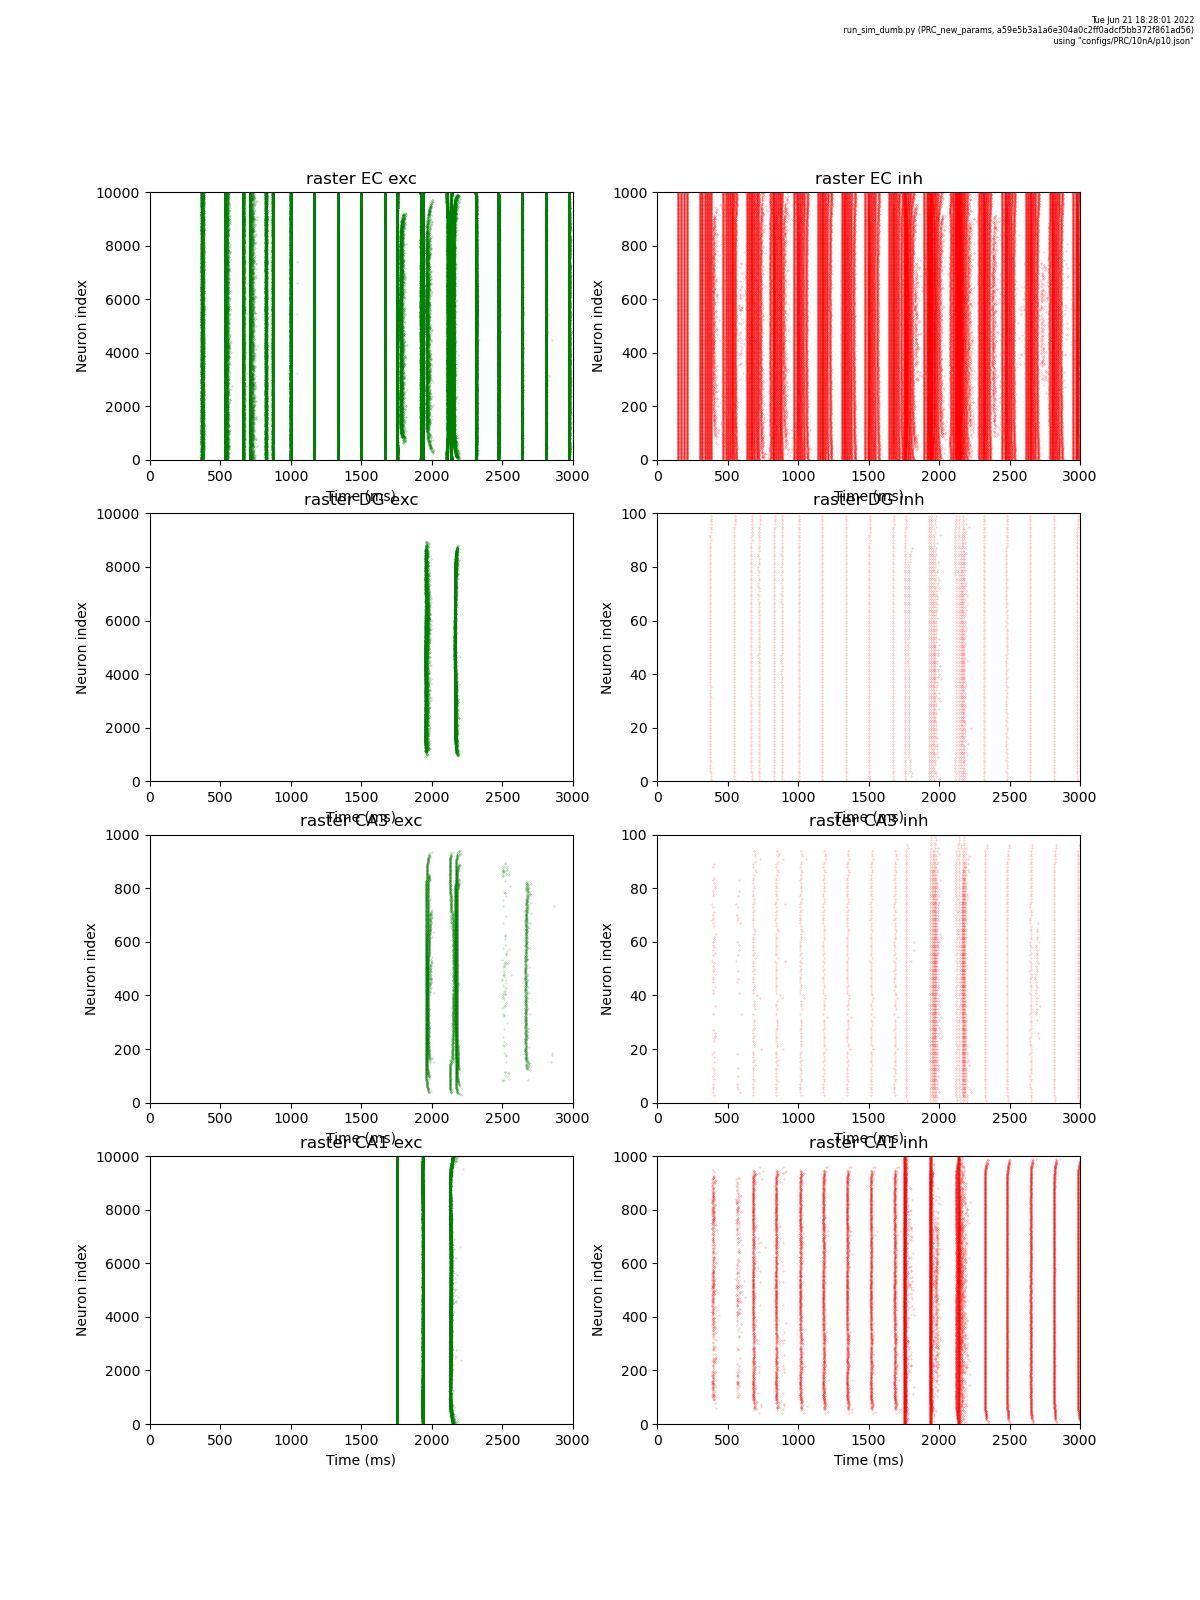 Tue Jun 21 18:28:01 2022
run_sim_dumb.py (PRC_new_params, a59e5b3a1a6e304a0c2ff0adcf5bb372f861ad56)
using "configs/PRC/10nA/p10.json"
raster EC exc
10000
8000
6000
4000
2000
0
Neuron index
0 500 1000 1500 2000 2500 3000
Time (ms)
raster EC inh
1000
800
600
400
200
0
Neuron index
0 500 1000 1500 2000 2500 3000
Time (ms)
raster DG exc
10000
8000
6000
4000
2000
0
Neuron index
0 500 1000 1500 2000 2500 3000
Time (ms)
raster DG inh
100
80
60
40
20
0
Neuron index
0 500 1000 1500 2000 2500 3000
Time (ms)
raster CA3 exc
1000
800
600
400
200
0
Neuron index
0 500 1000 1500 2000 2500 3000
Time (ms)
raster CA3 inh
100
80
60
40
20
0
Neuron index
0 500 1000 1500 2000 2500 3000
Time (ms)
raster CA1 exc
10000
8000
6000
4000
2000
0
Neuron index
0 500 1000 1500 2000 2500 3000
Time (ms)
raster CA1 inh
1000
800
600
400
200
0
Neuron index
0 500 1000 1500 2000 2500 3000
Time (ms)